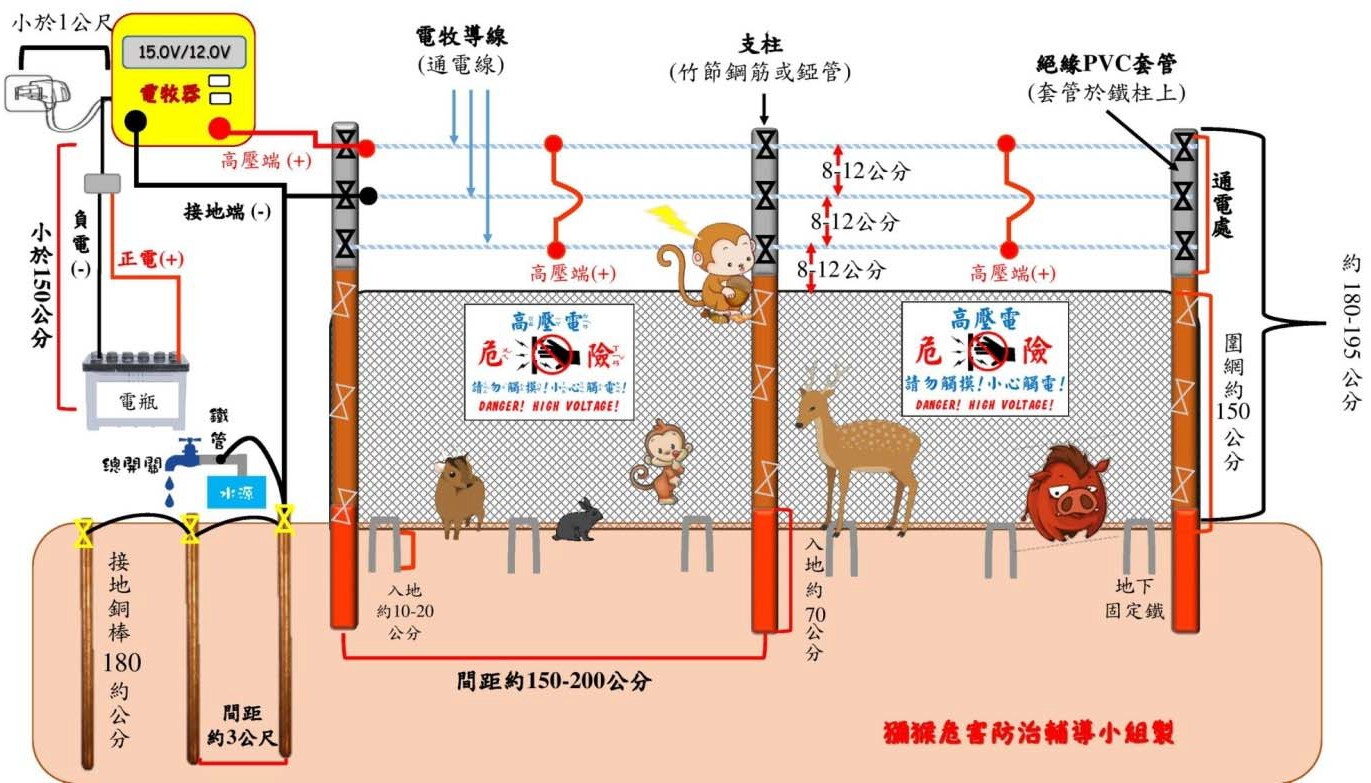 小於1公尺
15.0V/12.0V
電牧器
高壓端 (+)
接地端 (-)
負電(-)
正電(+)
小於150公分
電瓶
總開關
鐵管
水源
電牧導線
(通電線)
支柱
(竹節鋼筋或錏管)
絕緣PVC套管
(套管於鐵柱上)
8-12公分
8-12公分
8-12公分
高壓端(+)
高壓端(+)
通電處
約 180-195 公分
圍網約150公分
高壓電
危險
請勿觸摸!小心觸電!
DANGER! HIGH VOLTAGE!
高壓電
危險
請勿觸摸!小心觸電!
DANGER! HIGH VOLTAGE!
接地銅棒180約公分
間距
約3公尺
入地
約10-20
公分
入地約70公分
地下
固定鐵
間距約150-200公分
獼猴危害防治輔導小組製